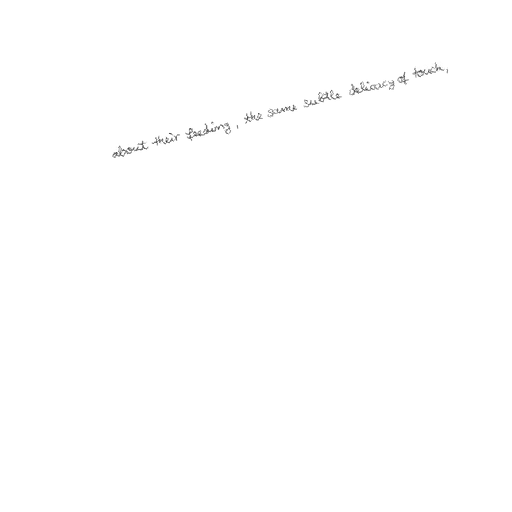 about their feeding, the same subtle delicacy of touch,